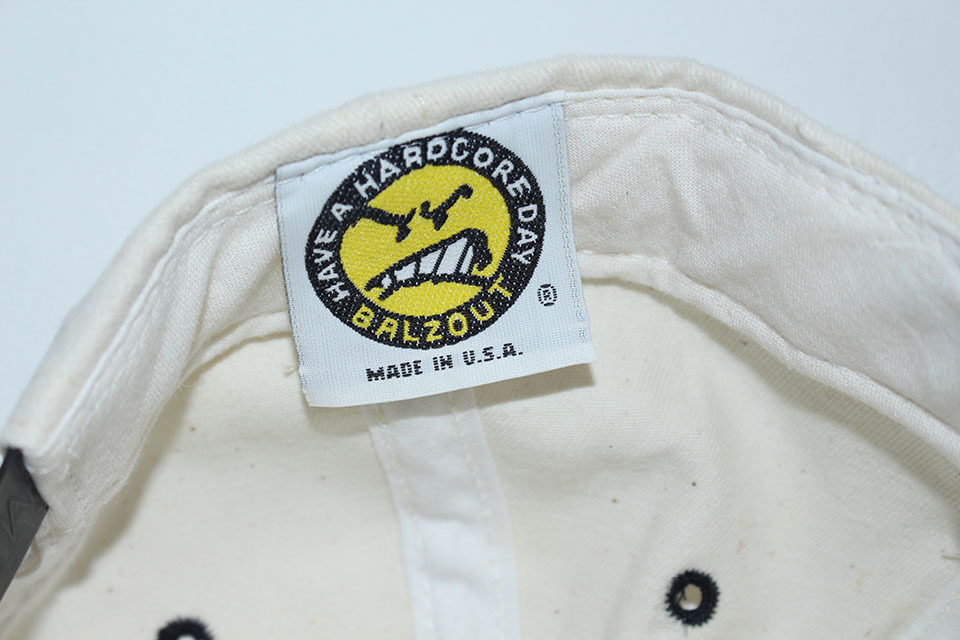 HAVE A HARDCORE DAY
BALZOUT
®
MADE IN U.S.A.